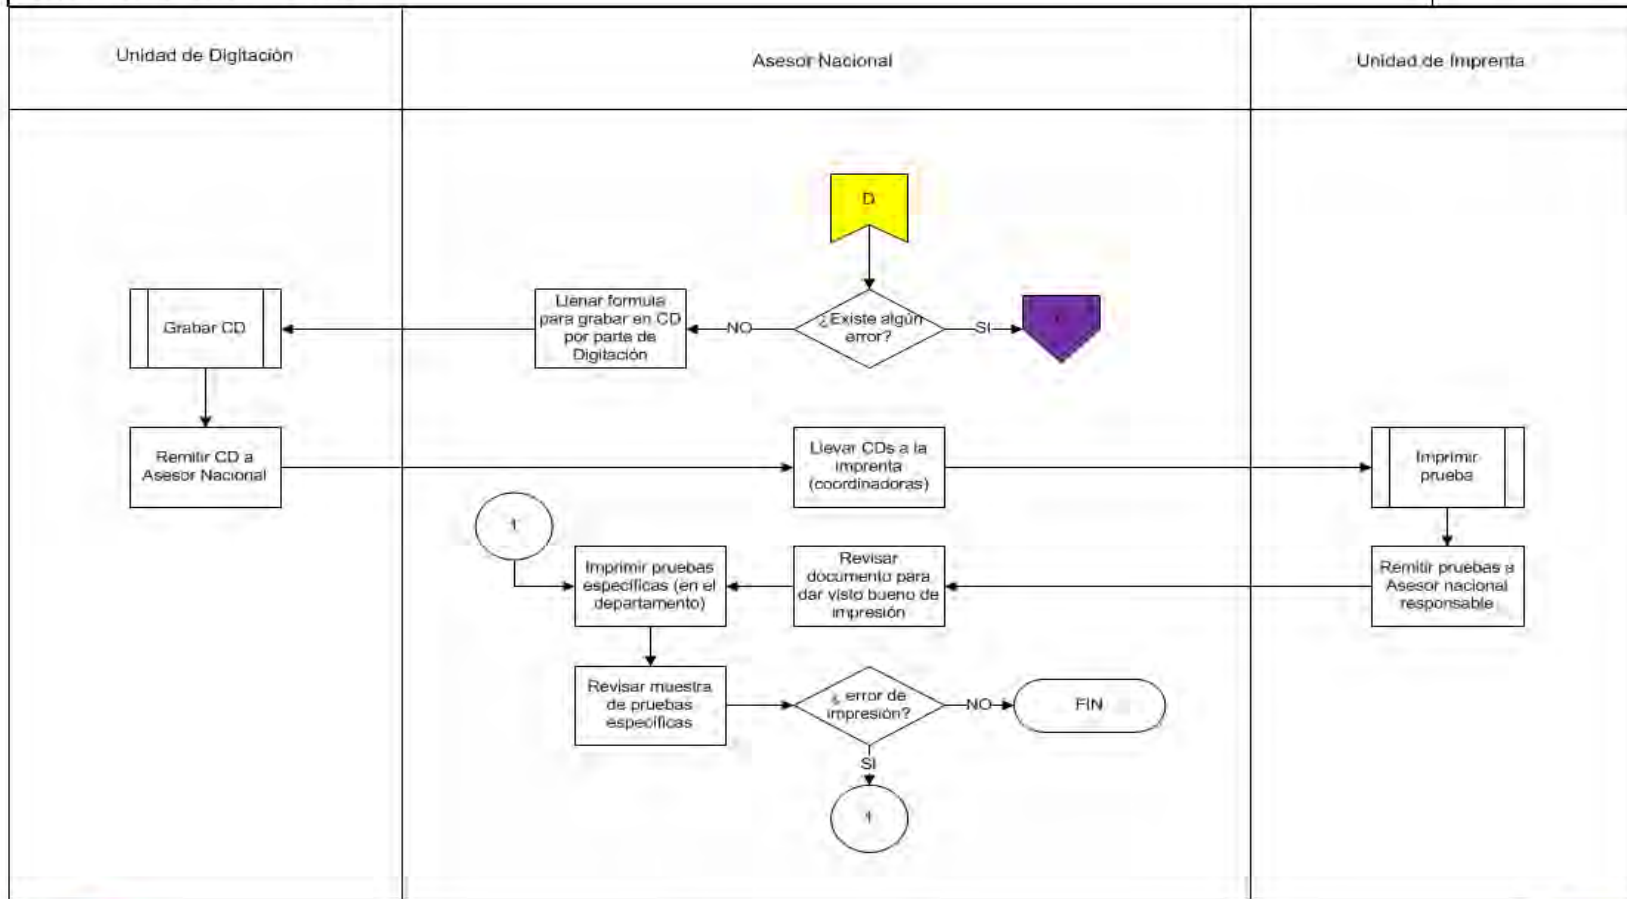 Unidad de Digitación
Asesor Nacional
Unidad de Imprenta
D
Grabar CD
Llenar formula
para grabar en CD
por parte de
Digitación
NO
¿Existe algún
error?
SI
Remitir CD a
Asesor Nacional
Llevar CDs a la
imprenta
(coordinadoras)
Imprimir
prueba
1
Imprimir pruebas
específicas (en el
departamento)
Revisar
documento para
dar visto bueno de
impresión
Remitir pruebas a
Asesor nacional
responsable
Revisar muestra
de pruebas
específicas
¿ error de
impresión?
NO
FIN
SI
1